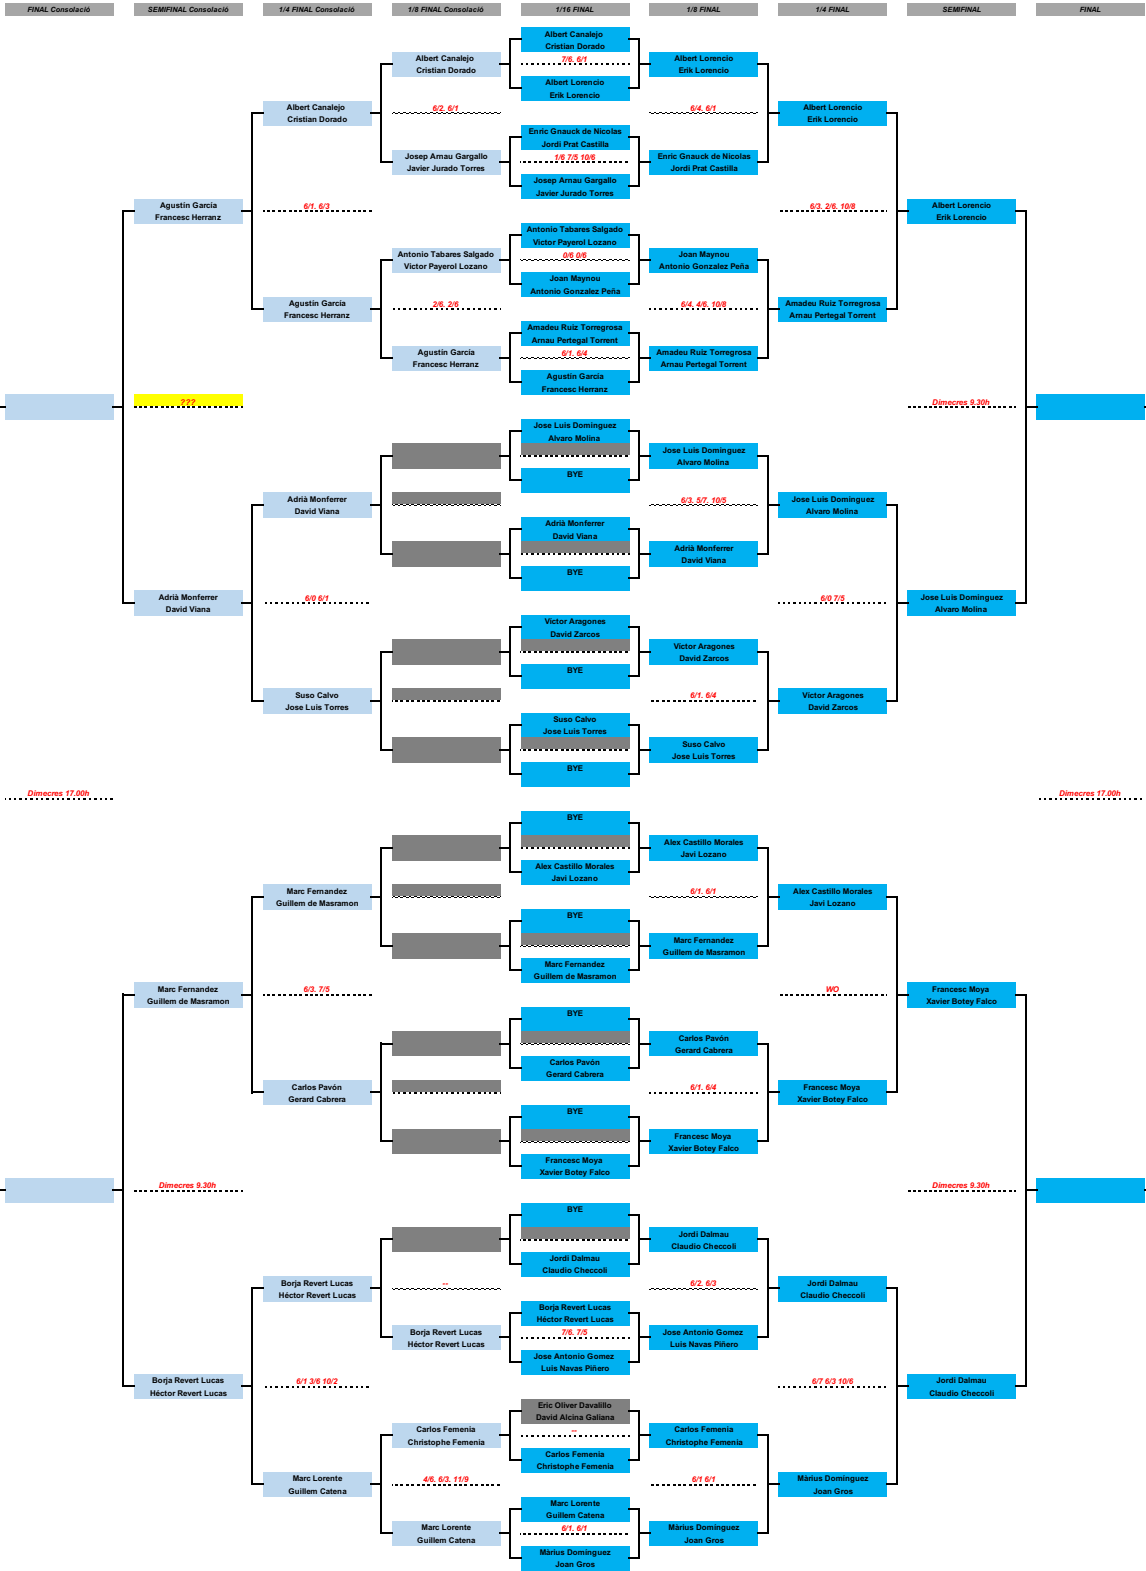 FINAL Consolació
SEMIFINAL Consolació
1/4 FINAL Consolació
1/8 FINAL Consolació
1/16 FINAL
1/8 FINAL
1/4 FINAL
SEMIFINAL
FINAL
Albert Canalejo
Cristian Dorado
Albert Canalejo
Cristian Dorado
7/6. 6/1
Albert Lorencio
Erik Lorencio
Albert Lorencio
Erik Lorencio
Albert Canalejo
Cristian Dorado
6/2. 6/1
6/4. 6/1
Albert Lorencio
Erik Lorencio
Enric Gnauck de Nicolas
Jordi Prat Castilla
Josep Arnau Gargallo
Javier Jurado Torres
1/6 7/5 10/6
Enric Gnauck de Nicolas
Jordi Prat Castilla
Josep Arnau Gargallo
Javier Jurado Torres
Agustín García
Francesc Herranz
6/1. 6/3
6/3. 2/6. 10/8
Albert Lorencio
Erik Lorencio
Antonio Tabares Salgado
Victor Payerol Lozano
Antonio Tabares Salgado
Victor Payerol Lozano
0/6 0/6
Joan Maynou
Antonio Gonzalez Peña
Joan Maynou
Antonio Gonzalez Peña
Agustín García
Francesc Herranz
2/6. 2/6
6/4. 4/6. 10/8
Amadeu Ruiz Torregrosa
Arnau Pertegal Torrent
Amadeu Ruiz Torregrosa
Arnau Pertegal Torrent
Agustín García
Francesc Herranz
6/1. 6/4
Amadeu Ruiz Torregrosa
Arnau Pertegal Torrent
Agustín García
Francesc Herranz
???
Dimecres 9.30h
Jose Luis Dominguez
Alvaro Molina
Jose Luis Dominguez
Alvaro Molina
BYE
Adrià Monferrer
David Viana
6/3. 5/7. 10/5
Jose Luis Dominguez
Alvaro Molina
Adrià Monferrer
David Viana
Adrià Monferrer
David Viana
BYE
Adrià Monferrer
David Viana
6/0 6/1
6/0 7/5
Jose Luis Dominguez
Alvaro Molina
Víctor Aragones
David Zarcos
Víctor Aragones
David Zarcos
BYE
Suso Calvo
Jose Luis Torres
6/1. 6/4
Víctor Aragones
David Zarcos
Suso Calvo
Jose Luis Torres
Suso Calvo
Jose Luis Torres
BYE
Dimecres 17.00h
Dimecres 17.00h
BYE
Alex Castillo Morales
Javi Lozano
Alex Castillo Morales
Javi Lozano
Marc Fernandez
Guillem de Masramon
6/1. 6/1
Alex Castillo Morales
Javi Lozano
BYE
Marc Fernandez
Guillem de Masramon
Marc Fernandez
Guillem de Masramon
Marc Fernandez
Guillem de Masramon
6/3. 7/5
WO
Francesc Moya
Xavier Botey Falco
BYE
Carlos Pavón
Gerard Cabrera
Carlos Pavón
Gerard Cabrera
Carlos Pavón
Gerard Cabrera
6/1. 6/4
Francesc Moya
Xavier Botey Falco
BYE
Francesc Moya
Xavier Botey Falco
Francesc Moya
Xavier Botey Falco
Dimecres 9.30h
Dimecres 9.30h
BYE
Jordi Dalmau
Claudio Checcoli
Jordi Dalmau
Claudio Checcoli
Borja Revert Lucas
Héctor Revert Lucas
--
6/2. 6/3
Jordi Dalmau
Claudio Checcoli
Borja Revert Lucas
Héctor Revert Lucas
Borja Revert Lucas
Héctor Revert Lucas
7/6. 7/5
Jose Antonio Gomez
Luis Navas Piñero
Jose Antonio Gomez
Luis Navas Piñero
Borja Revert Lucas
Héctor Revert Lucas
6/1 3/6 10/2
6/7 6/3 10/6
Jordi Dalmau
Claudio Checcoli
Eric Oliver Davalillo
David Alcina Galiana
Carlos Femenia
Christophe Femenia
--
Carlos Femenia
Christophe Femenia
Carlos Femenia
Christophe Femenia
Marc Lorente
Guillem Catena
4/6. 6/3. 11/9
6/1 6/1
Màrius Domínguez
Joan Gros
Marc Lorente
Guillem Catena
Marc Lorente
Guillem Catena
6/1. 6/1
Màrius Domínguez
Joan Gros
Màrius Domínguez
Joan Gros